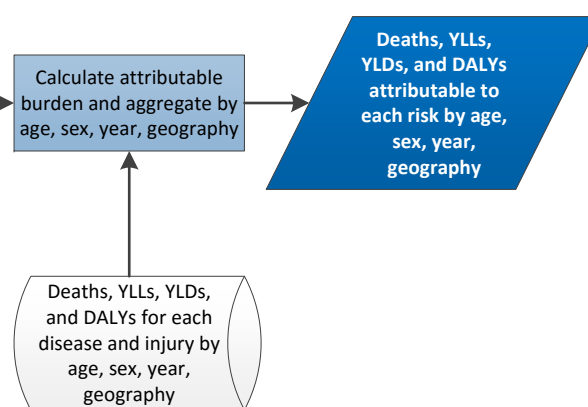 Calculate attributable
burden and aggregate by
age, sex, year, geography
Deaths, YLLs,
YLDs, and DALYs
attributable to
each risk by age,
sex, year,
geography
Deaths, YLLs, YLDs,
and DALYs for each
disease and injury by
age, sex, year,
geography